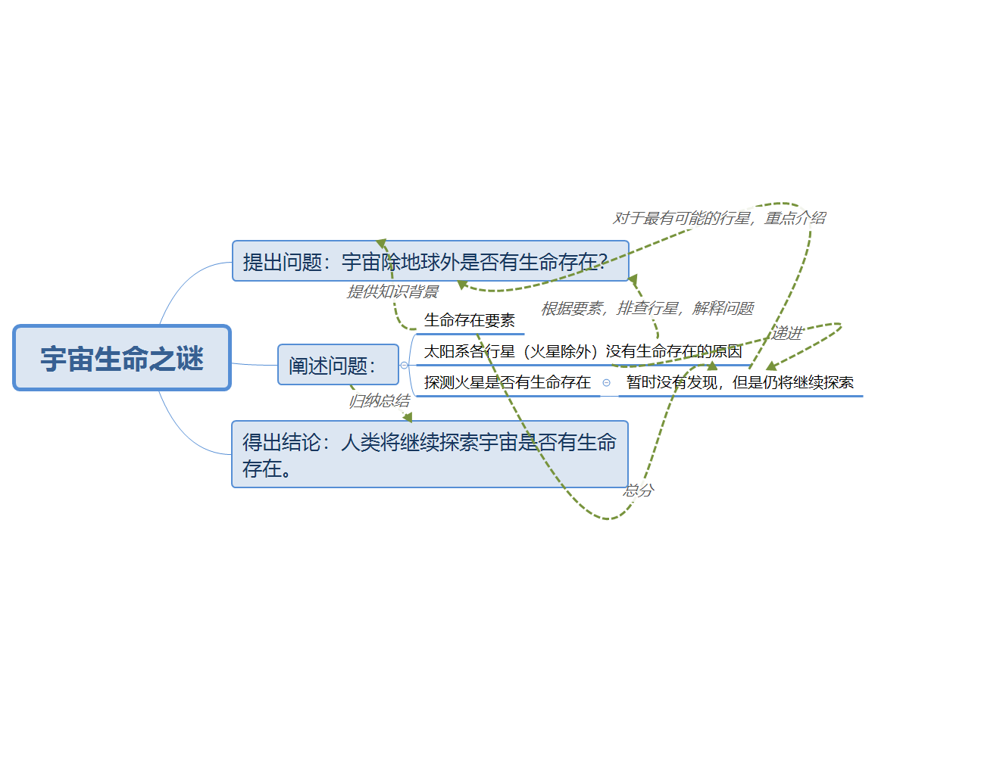 对于最有可能的行星，重点介绍
提出问题：宇宙除地球外是否有生命存在？
提供知识背景
根据要素，排查行星，解释问题
生命存在要素
递进
宇宙生命之谜
太阳系各行星（火星除外）没有生命存在的原因
阐述问题：
探测火星是否有生命存在
暂时没有发现，但是仍将继续探索
归纳总结
得出结论：人类将继续探索宇宙是否有生命
存在。
总分